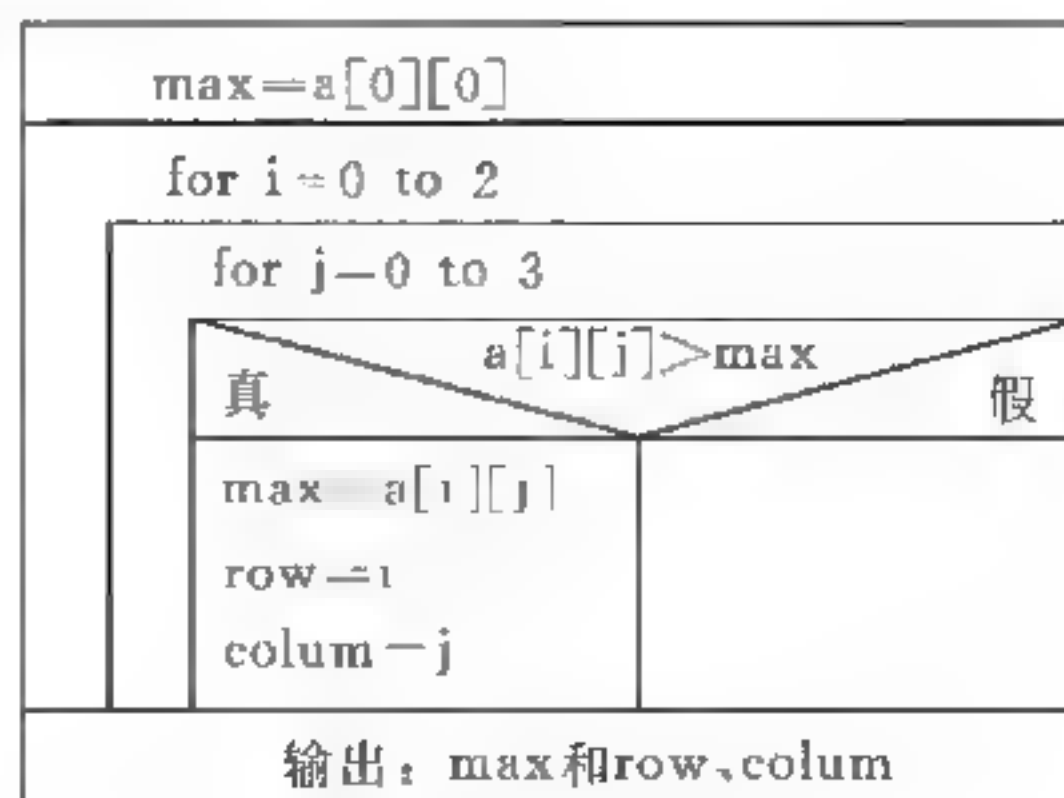 max=a[0][0]
for i=0 to 2
for j=0 to 3
a[i][j]>max
真
假
max=a[i][j]
row=i
colum=j
输出：max和row、colum